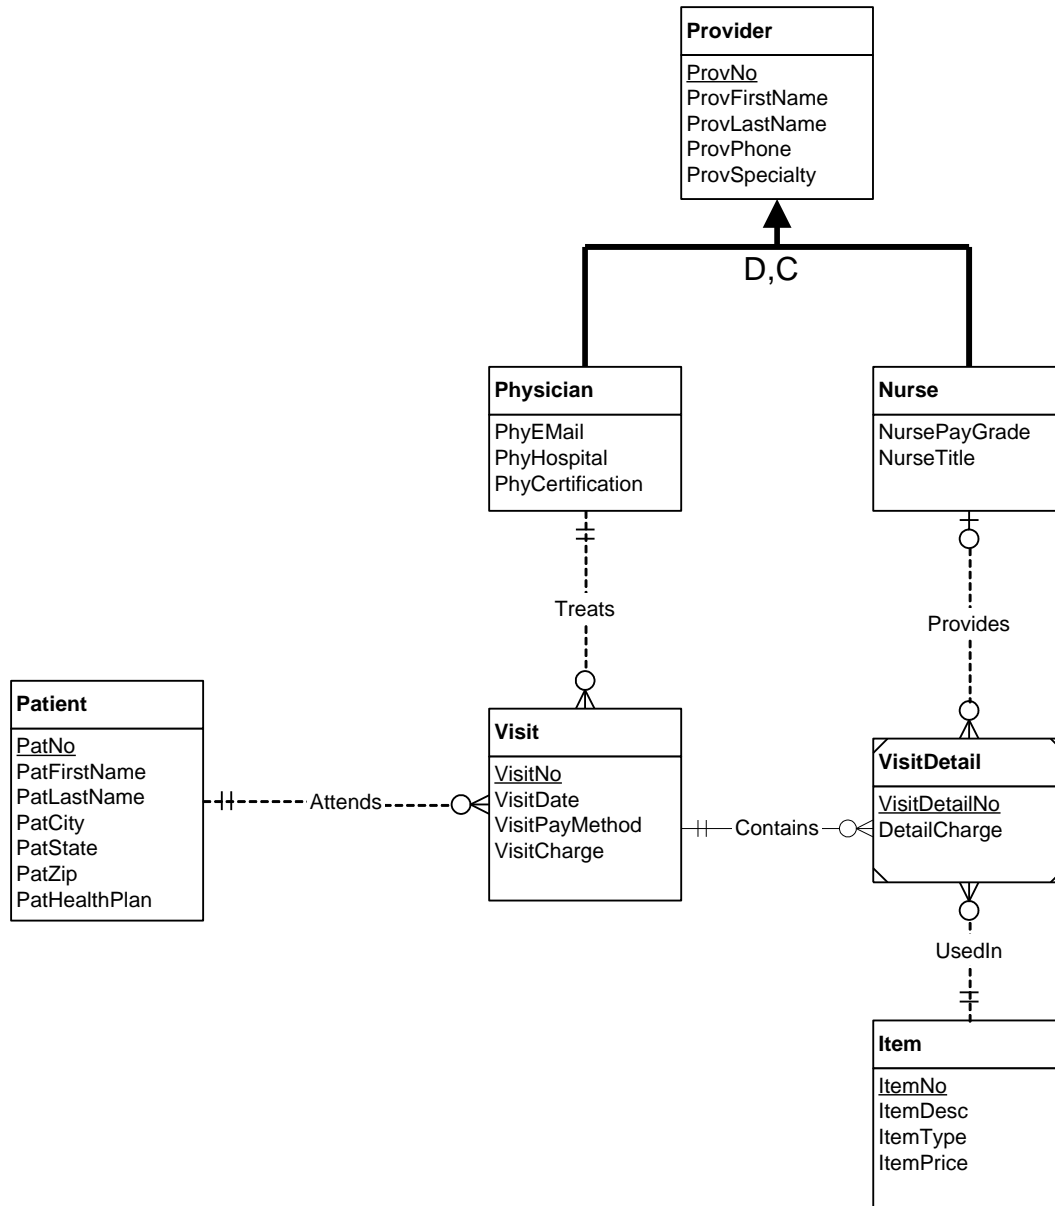 Provider
ProvNo
ProvFirstName
ProvLastName
ProvPhone
ProvSpecialty
D,C
Physician
PhyEMail
PhyHospital
PhyCertification
Nurse
NursePayGrade
NurseTitle
Treats
Provides
Patient
PatNo
PatFirstName
PatLastName
PatCity
PatState
PatZip
PatHealthPlan
Attends
Visit
VisitNo
VisitDate
VisitPayMethod
VisitCharge
Contains
VisitDetail
VisitDetailNo
DetailCharge
UsedIn
Item
ItemNo
ItemDesc
ItemType
ItemPrice